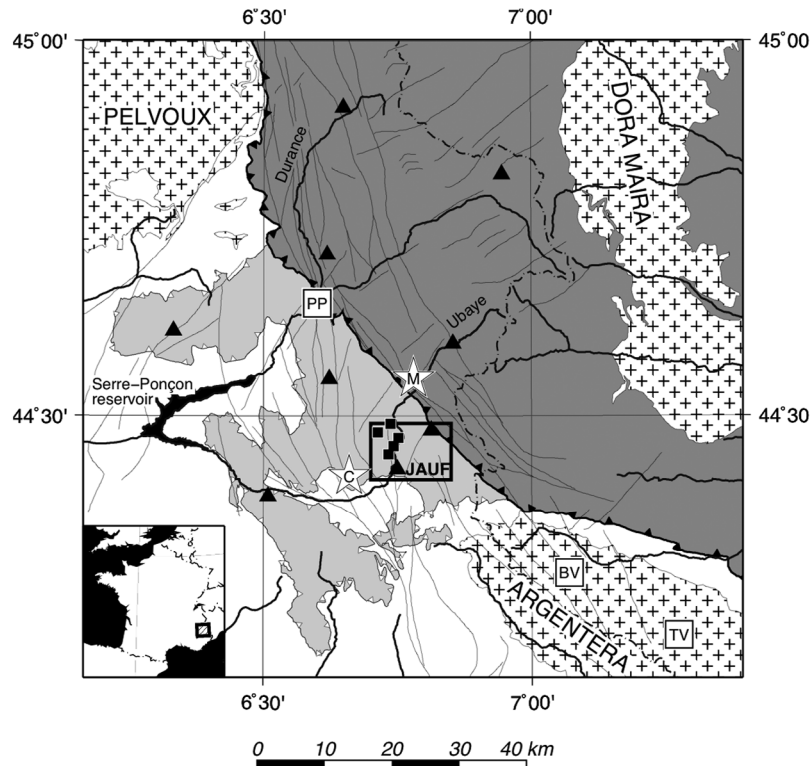 6°30'
7°00'
45°00'
45°00
PELVOUX
DORA MAIRA
Durance
PP
Ubaye
M
Serre–Ponçon
reservoir
44°30'
44°30
JAUF
C
BV
ARGENTERA
TV
6°30'
7°00'
0 10 20 30 40 km